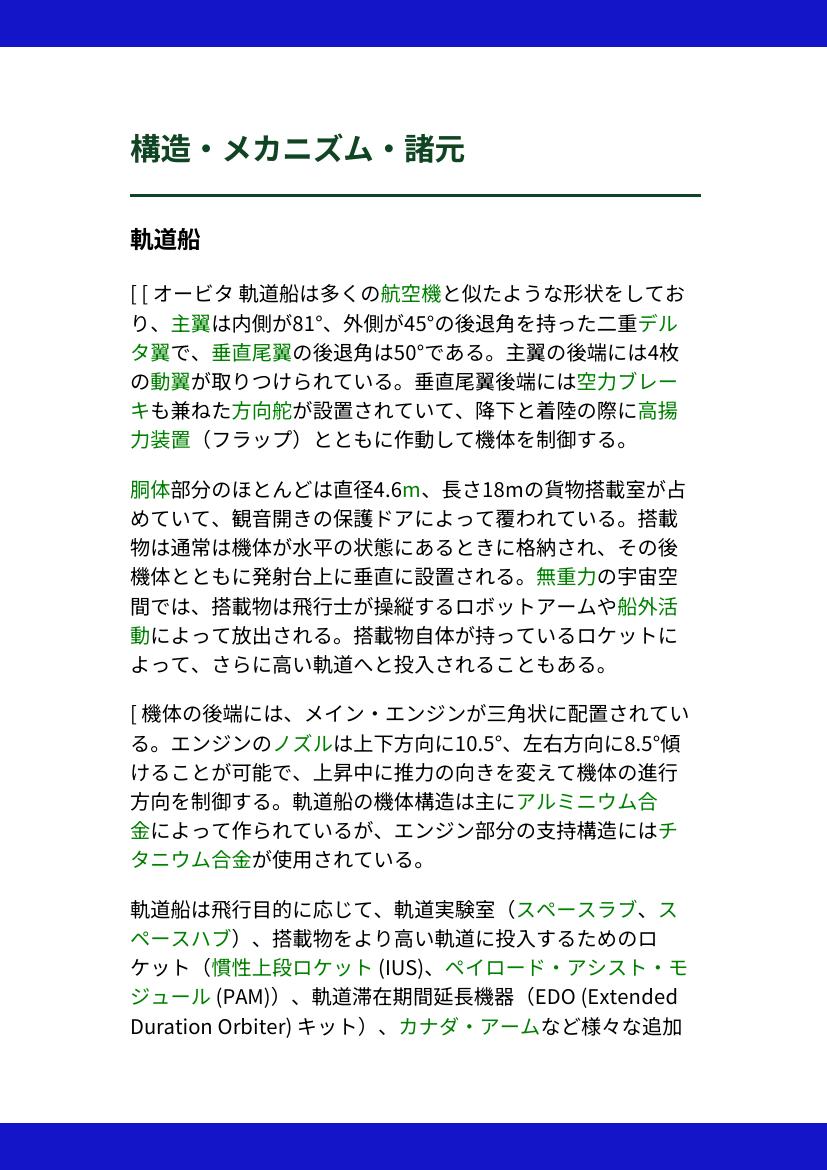 構造・メカニズム・諸元
軌道船
[ [ オービタ 軌道船は多くの航空機と似たような形状をしてお
り、主翼は内側が81°、外側が45°の後退角を持った二重デル
タ翼で、垂直尾翼の後退角は50°である。主翼の後端には4枚
の動翼が取りつけられている。垂直尾翼後端には空力ブレー
キも兼ねた方向舵が設置されていて、降下と着陸の際に高揚
力装置（フラップ）とともに作動して機体を制御する。
胴体部分のほとんどは直径4.6m、長さ18mの貨物搭載室が占
めていて、観音開きの保護ドアによって覆われている。搭載
物は通常は機体が水平の状態にあるときに格納され、その後
機体とともに発射台上に垂直に設置される。無重力の宇宙空
間では、搭載物は飛行士が操縦するロボットアームや船外活
動によって放出される。搭載物自体が持っているロケットに
よって、さらに高い軌道へと投入されることもある。
[ 機体の後端には、メイン・エンジンが三角状に配置されてい
る。エンジンのノズルは上下方向に10.5°、左右方向に8.5°傾
けることが可能で、上昇中に推力の向きを変えて機体の進行
方向を制御する。軌道船の機体構造は主にアルミニウム合
金によって作られているが、エンジン部分の支持構造にはチ
タニウム合金が使用されている。
軌道船は飛行目的に応じて、軌道実験室（スペースラブ、ス
ペースハブ）、搭載物をより高い軌道に投入するためのロ
ケット（慣性上段ロケット (IUS)、ペイロード・アシスト・モ
ジュール (PAM)）、軌道滞在期間延長機器（EDO (Extended
Duration Orbiter) キット）、カナダ・アームなど様々な追加